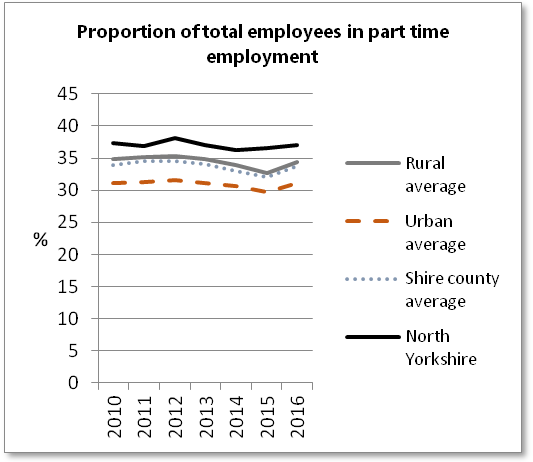 Proportion of total employees in part time
employment
45
40
35
30
25
20
15
10
5
0
%
2010
2011
2012
2013
2014
2015
2016
Rural
average
Urban
average
Shire county
average
North
Yorkshire